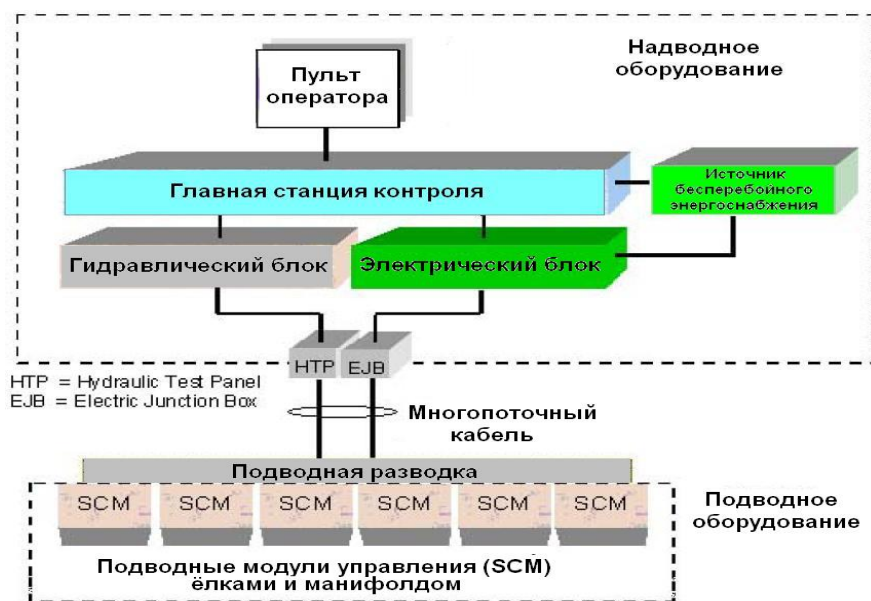 Надводное
оборудование
Пульт
оператора
Главная станция контроля
Источник
бесперебойного
энергоснабжения
Гидравлический блок
Электрический блок
HTP
EJB
HTP = Hydraulic Test Panel
EJB = Electric Junction Box
Многопоточный
кабель
Подводная разводка
SCM SCM SCM SCM SCM SCM
Подводное
оборудование
Подводные модули управления (SCM)
ёлками и манифолдом